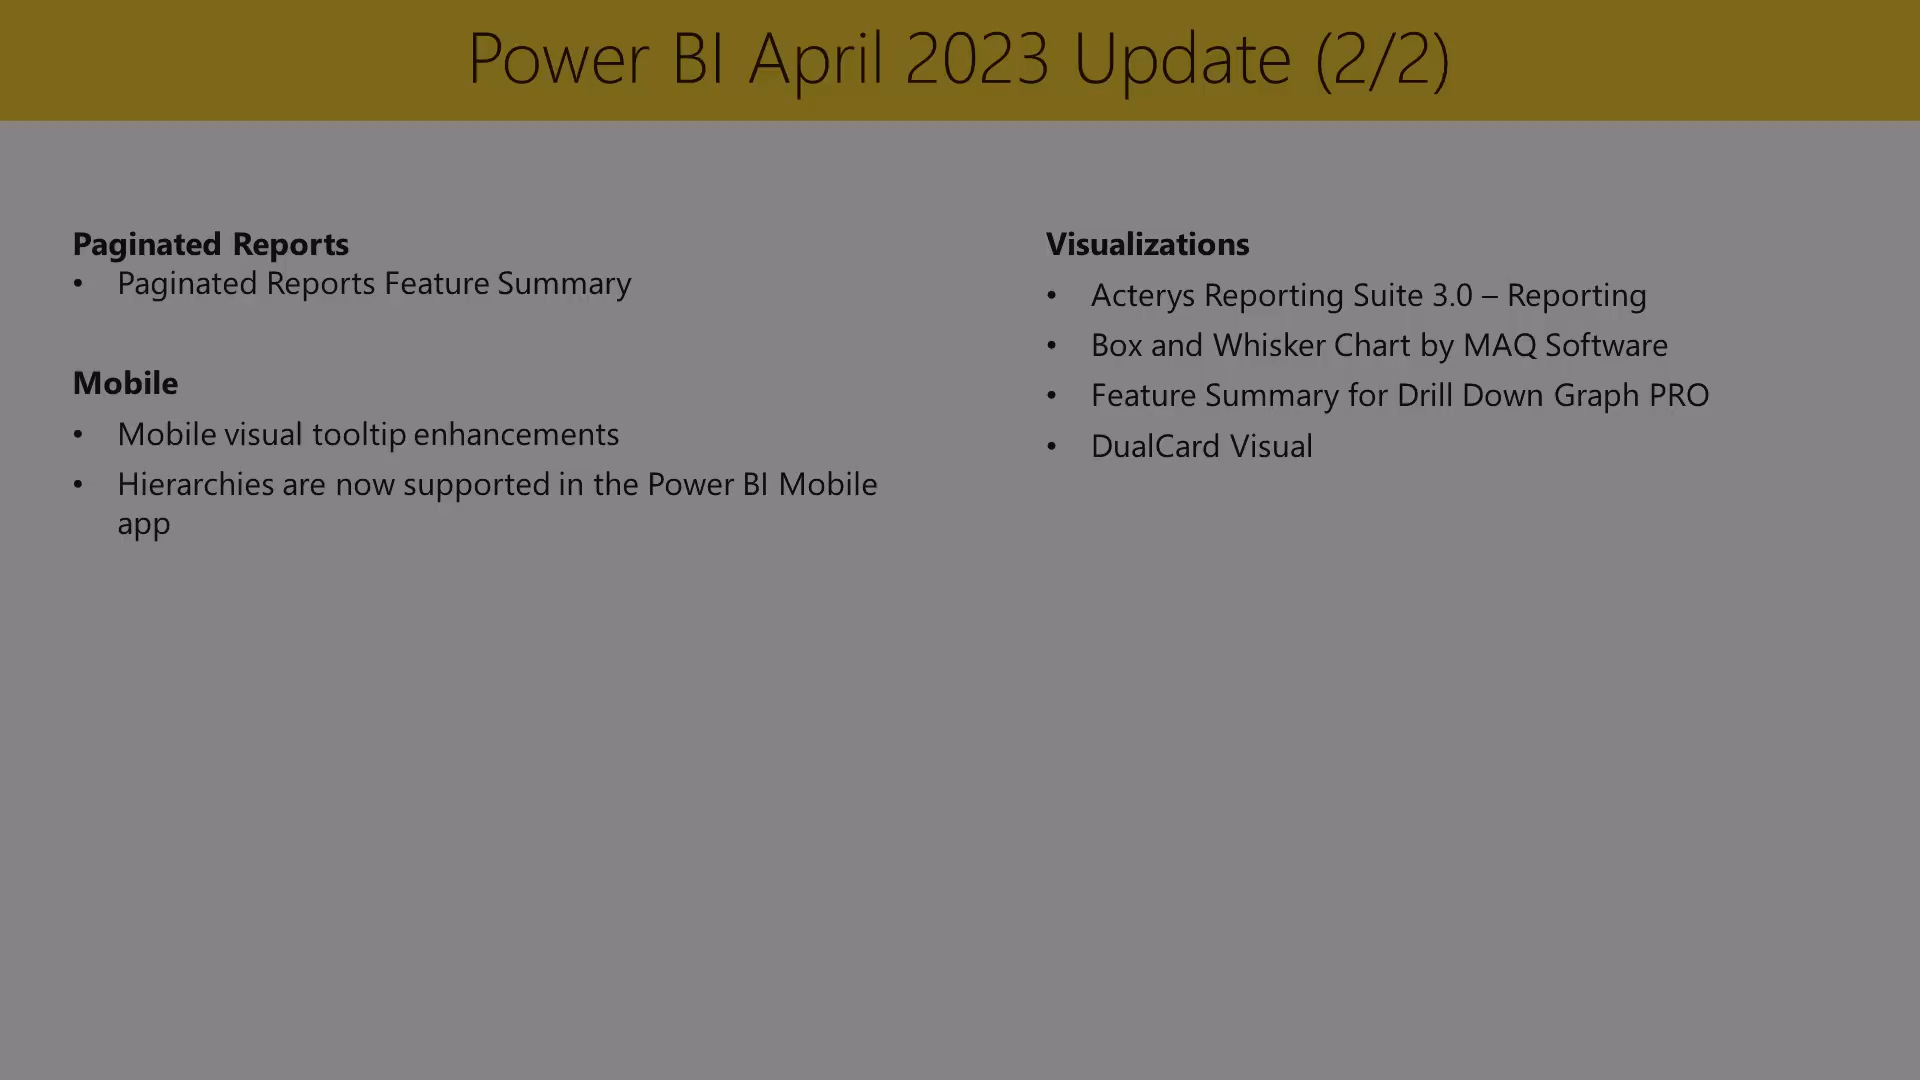 Power BI April 2023 Update (2/2)
Paginated Reports
• Paginated Reports Feature Summary
Mobile
• Mobile visual tooltip enhancements
• Hierarchies are now supported in the Power BI Mobile
app
Visualizations
• Acterys Reporting Suite 3.0 – Reporting
• Box and Whisker Chart by MAQ Software
• Feature Summary for Drill Down Graph PRO
• DualCard Visual